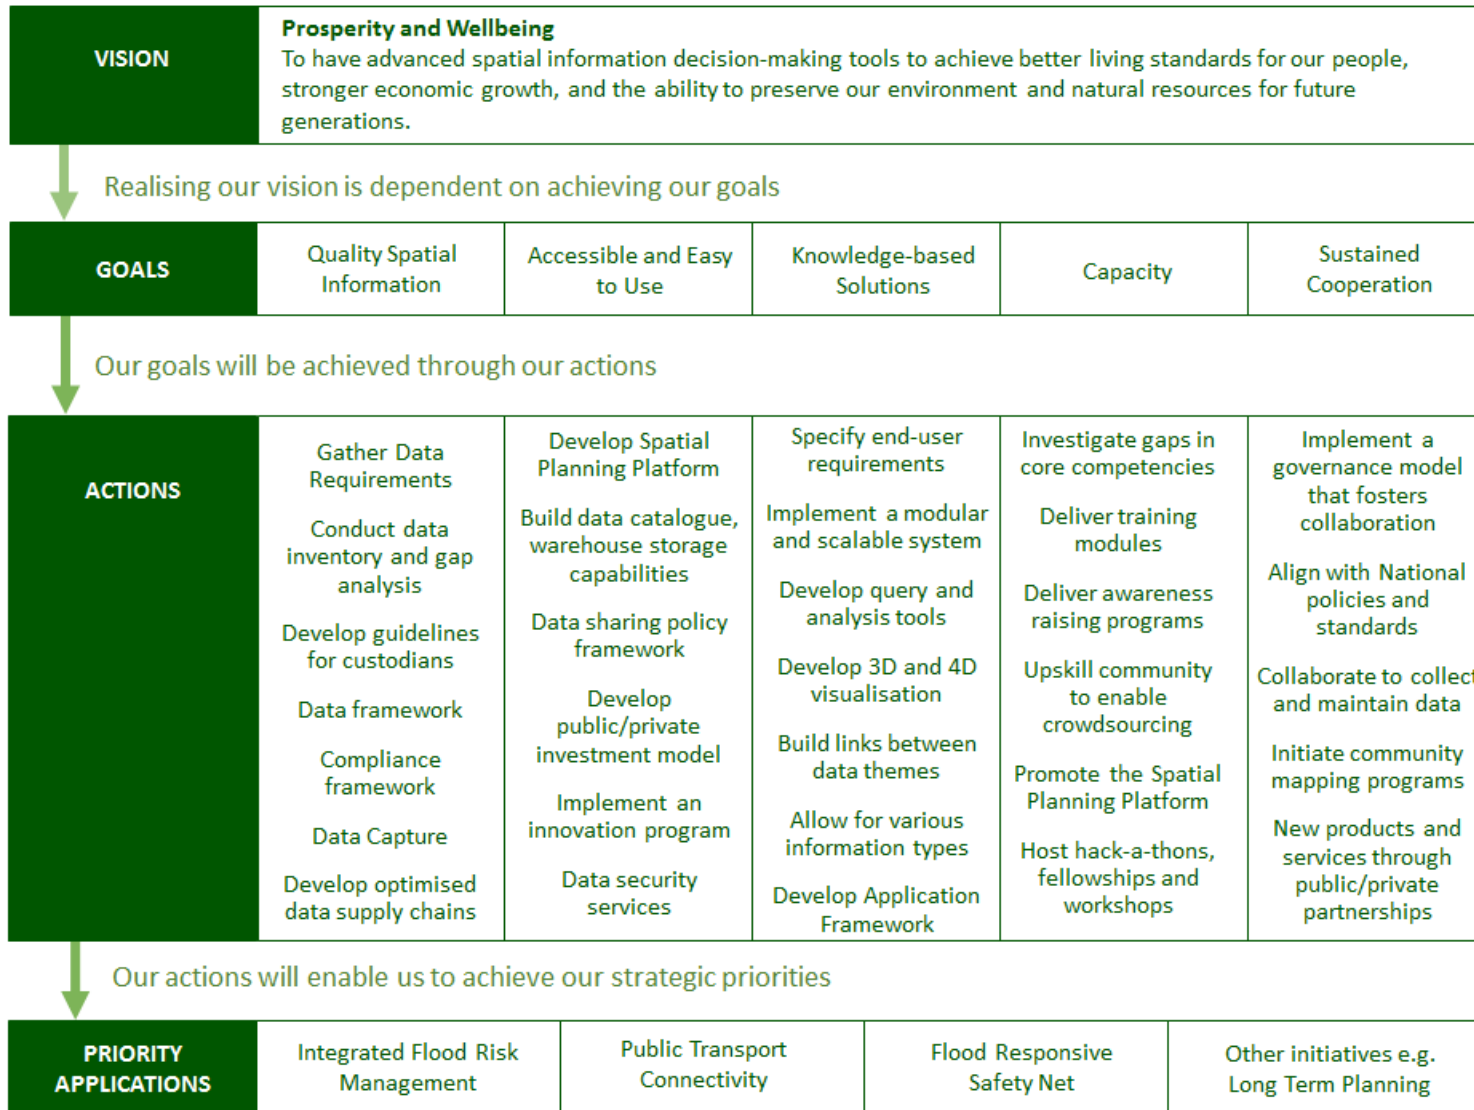 VISION
Prosperity and Wellbeing
To have advanced spatial information decision-making tools to achieve better living standards for our people,
stronger economic growth, and the ability to preserve our environment and natural resources for future
generations.
Realising our vision is dependent on achieving our goals
GOALS
Quality Spatial
Information
Accessible and Easy
to Use
Knowledge-based
Solutions
Capacity
Sustained
Cooperation
Our goals will be achieved through our actions
ACTIONS
Gather Data
Requirements
Conduct data
inventory and gap
analysis
Develop guidelines
for custodians
Data framework
Compliance
framework
Data Capture
Develop optimised
data supply chains
Develop Spatial
Planning Platform
Build data catalogue,
warehouse storage
capabilities
Data sharing policy
framework
Develop
public/private
investment model
Implement an
innovation program
Data security
services
Specify end-user
requirements
Implement a modular
and scalable system
Develop query and
analysis tools
Develop 3D and 4D
visualisation
Build links between
data themes
Allow for various
information types
Develop Application
Framework
Investigate gaps in
core competencies
Deliver training
modules
Deliver awareness
raising programs
Upskill community
to enable
crowdsourcing
Promote the Spatial
Planning Platform
Host hack-a-thons,
fellowships and
workshops
Implement a
governance model
that fosters
collaboration
Align with National
policies and
standards
Collaborate to collect
and maintain data
Initiate community
mapping programs
New products and
services through
public/private
partnerships
Our actions will enable us to achieve our strategic priorities
PRIORITY
APPLICATIONS
Integrated Flood Risk
Management
Public Transport
Connectivity
Flood Responsive
Safety Net
Other initiatives e.g.
Long Term Planning